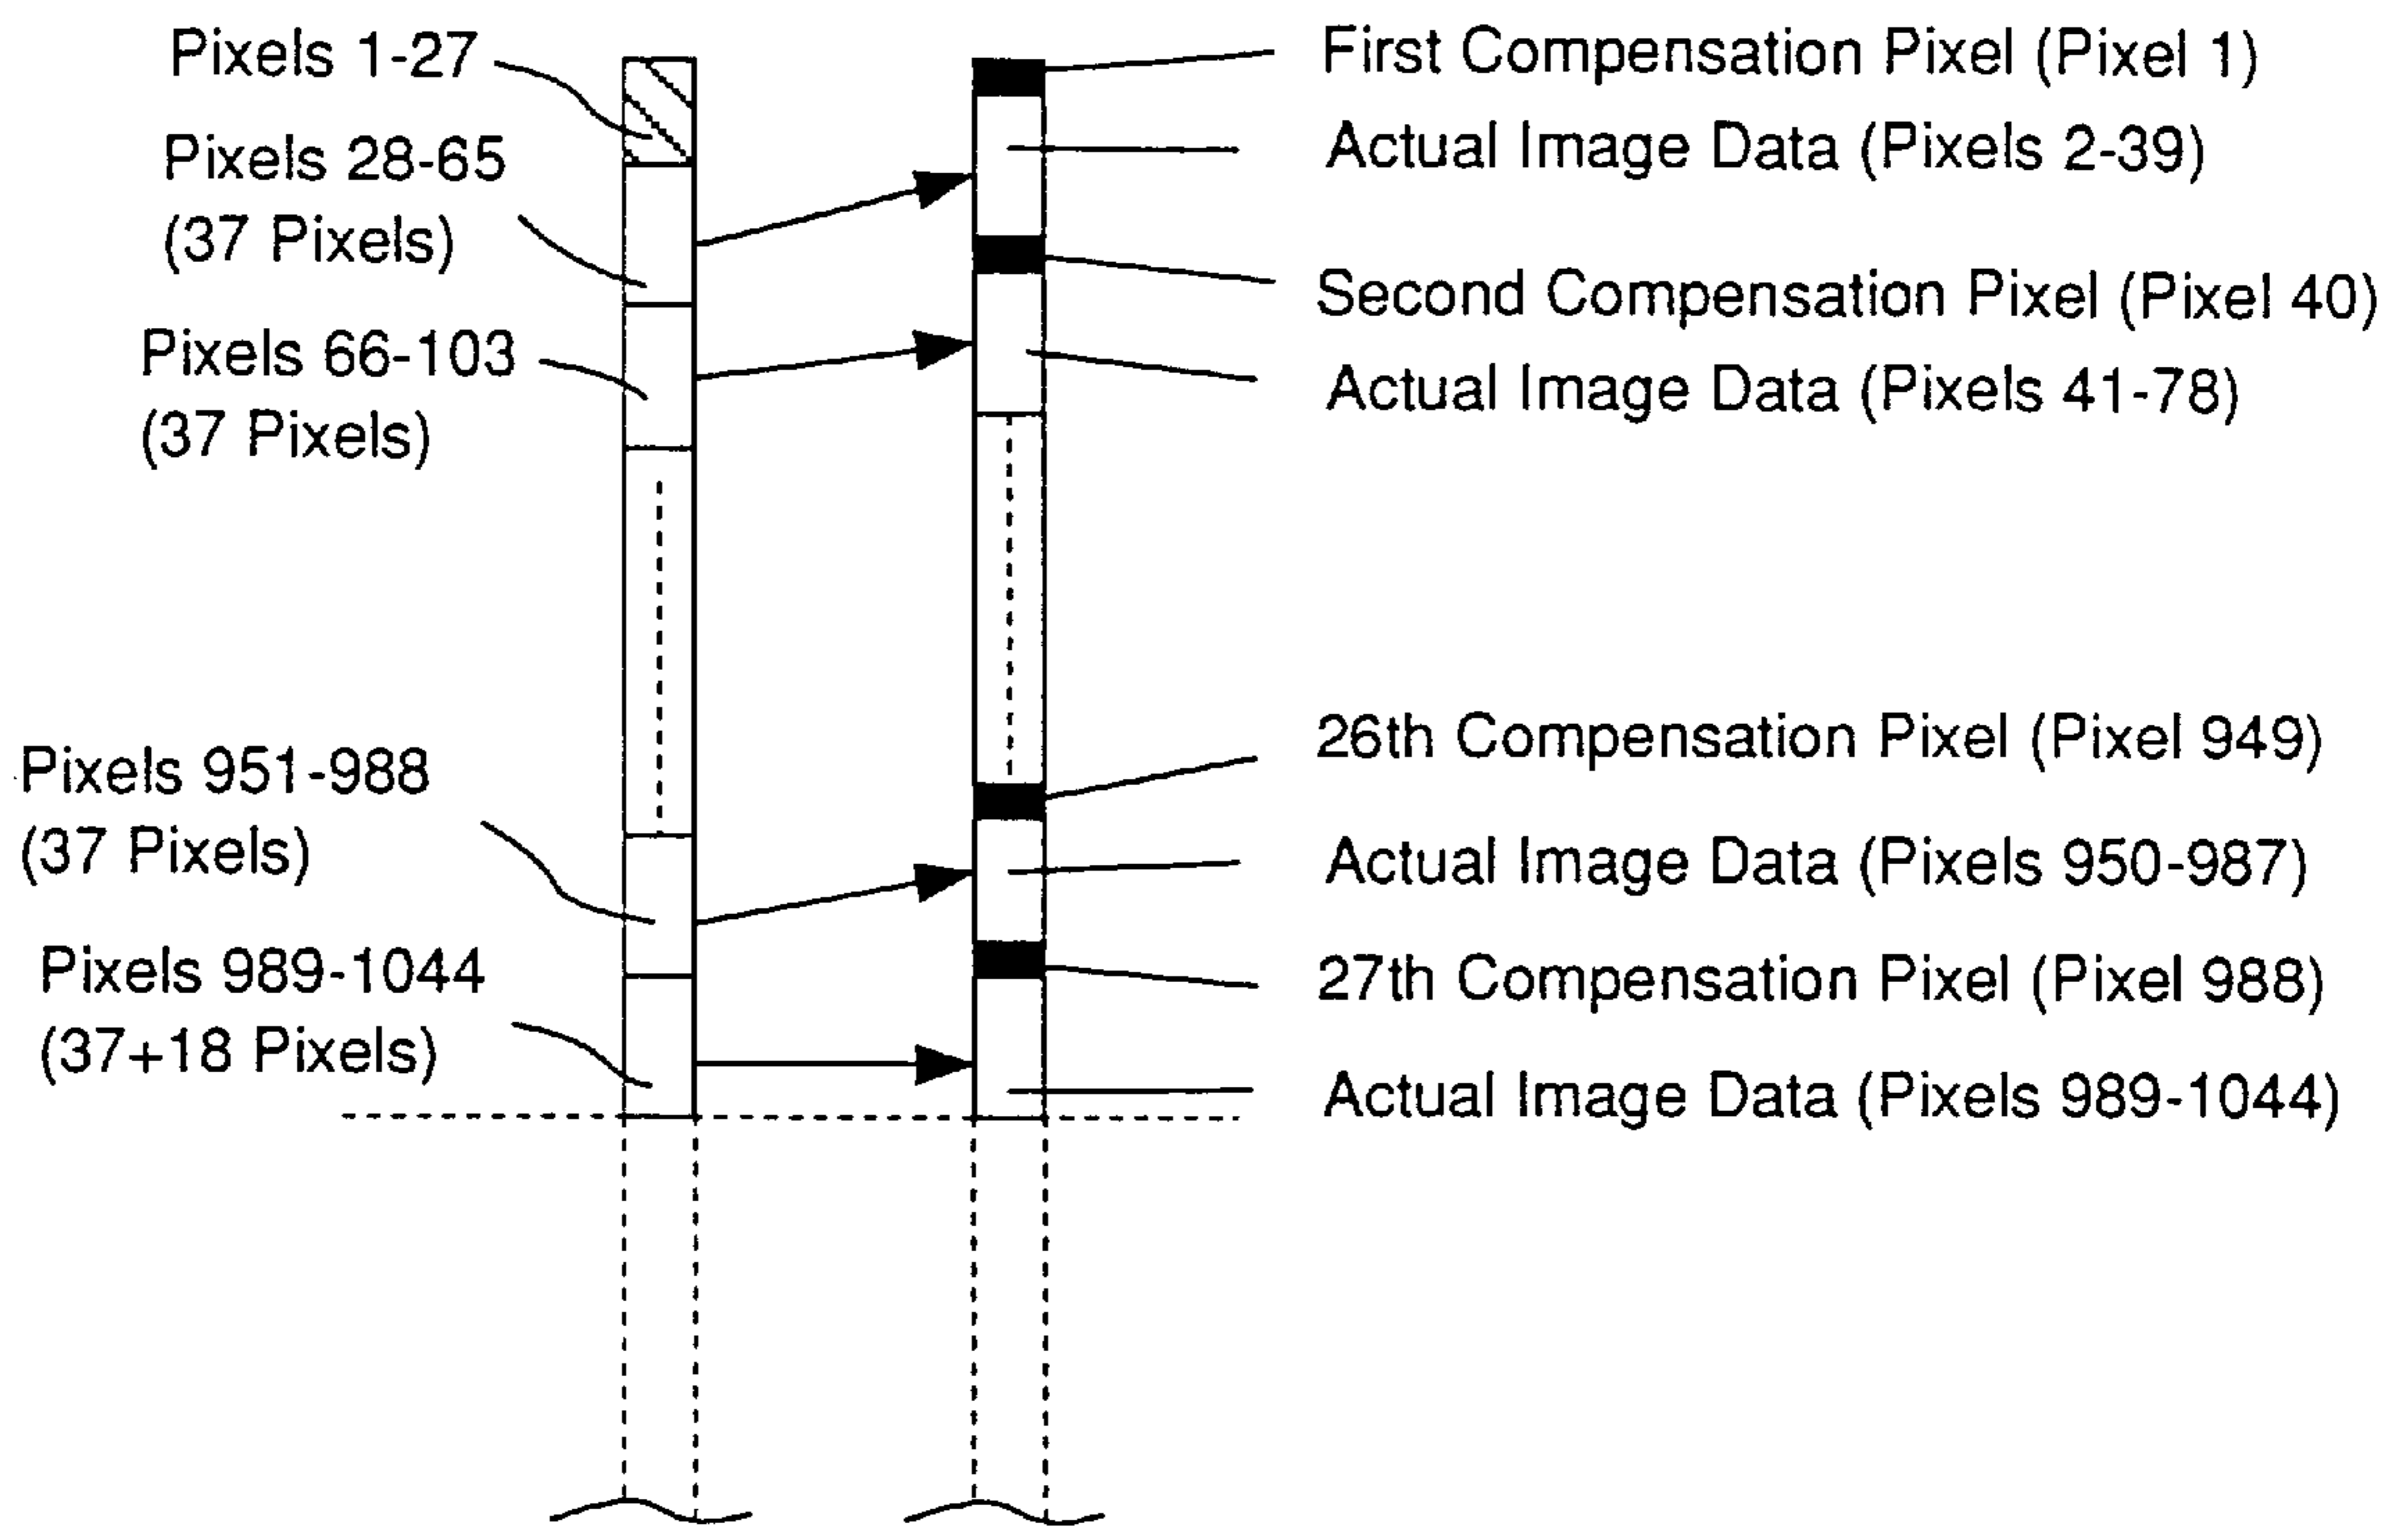 Pixels 1-27
Pixels 28-65
(37 Pixels)
Pixels 66-103
(37 Pixels)
Pixels 951-988
(37 Pixels)
Pixels 989-1044
(37+18 Pixels)
First Compensation Pixel (Pixel 1)
Actual Image Data (Pixels 2-39)
Second Compensation Pixel (Pixel 40)
Actual Image Data (Pixels 41-78)
26th Compensation Pixel (Pixel 949)
Actual Image Data (Pixels 950-987)
27th Compensation Pixel (Pixel 988)
Actual Image Data (Pixels 989-1044)